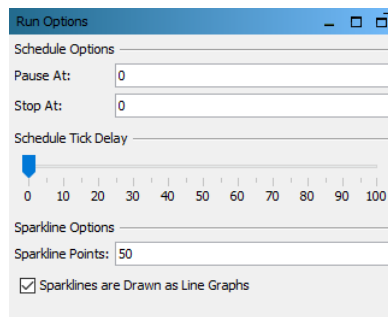 Run Options
Schedule Options
Pause At: 0
Stop At: 0
Schedule Tick Delay
0 10 20 30 40 50 60 70 80 90 100
Sparkline Options
Sparkline Points: 50
Sparklines are Drawn as Line Graphs